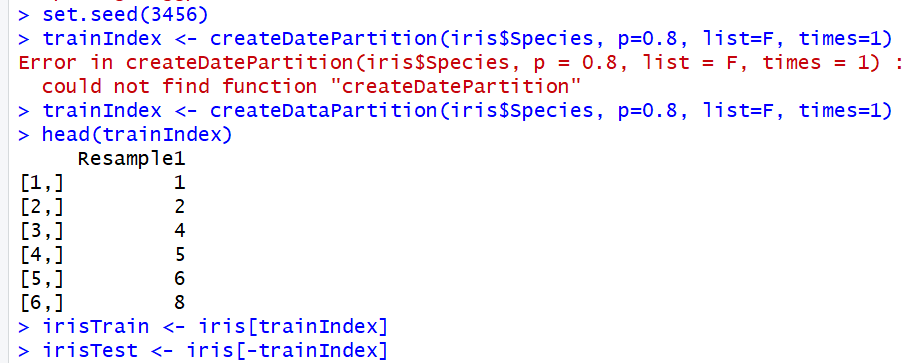 > set.seed(3456)
> trainIndex <- createDatePartition(iris$Species, p=0.8, list=F, times=1)
Error in createDatePartition(iris$Species, p = 0.8, list = F, times = 1) :
  could not find function "createDatePartition"
> trainIndex <- createDataPartition(iris$Species, p=0.8, list=F, times=1)
> head(trainIndex)
     Resample1
[1,]         1
[2,]         2
[3,]         4
[4,]         5
[5,]         6
[6,]         8
> irisTrain <- iris[trainIndex]
> irisTest <- iris[-trainIndex]